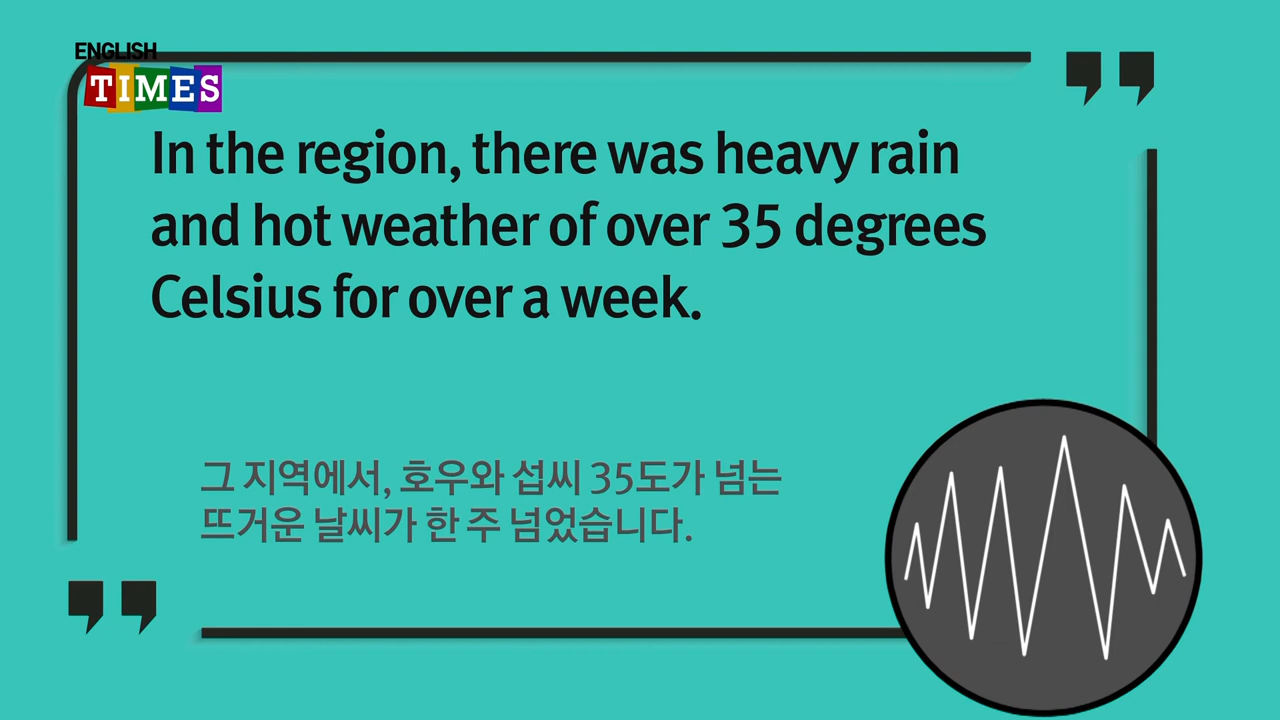 ENGLISH
TIMES
In the region, there was heavy rain
and hot weather of over 35 degrees
Celsius for over a week.
그 지역에서, 호우와 섭씨 35도가 넘는
뜨거운 날씨가 한 주 넘었습니다.